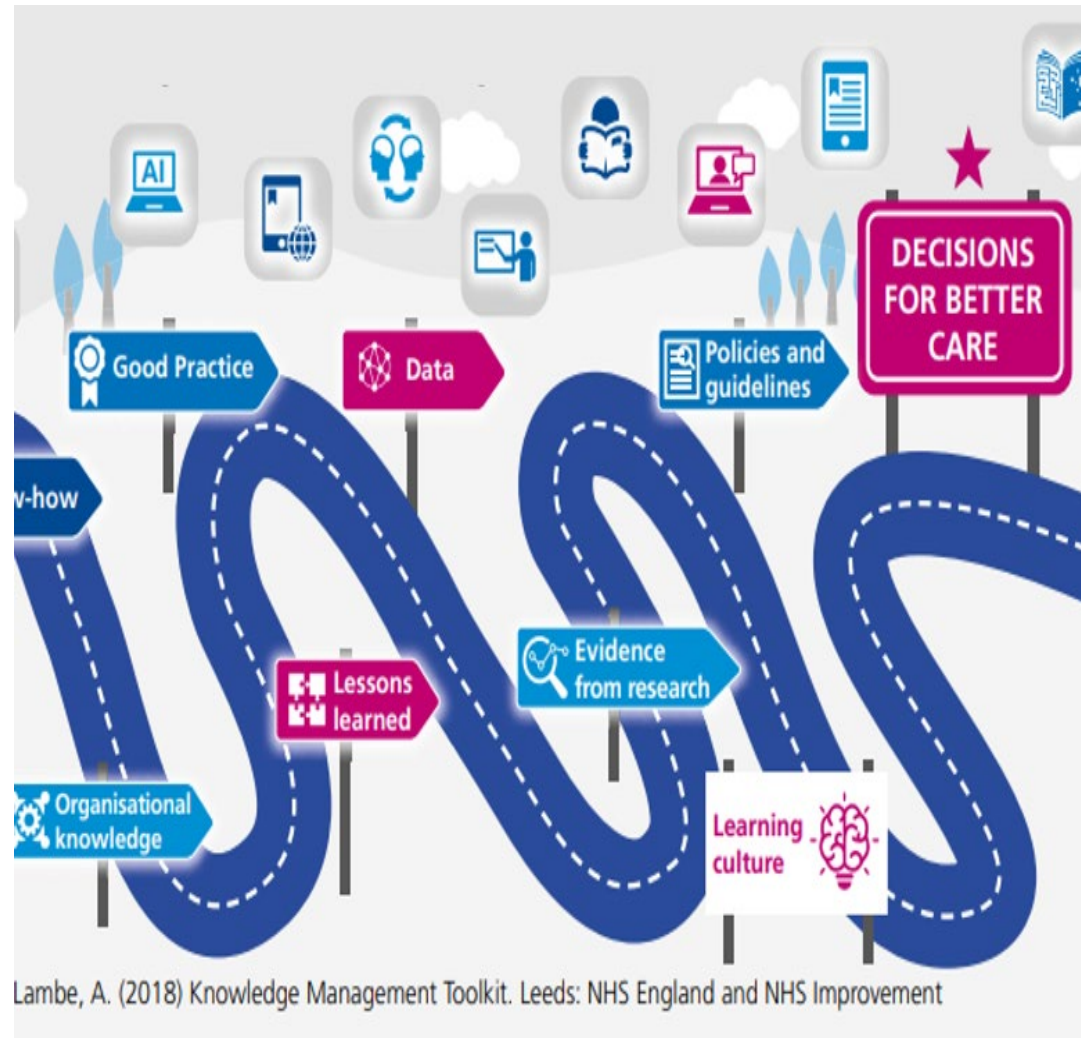 AI
DECISIONS
FOR BETTER
CARE
Good Practice
Data
Policies and
guidelines
w-how
Lessons
learned
Evidence
from research
Organisational
knowledge
Learning
culture
Lambe, A. (2018) Knowledge Management Toolkit. Leeds: NHS England and NHS Improvement